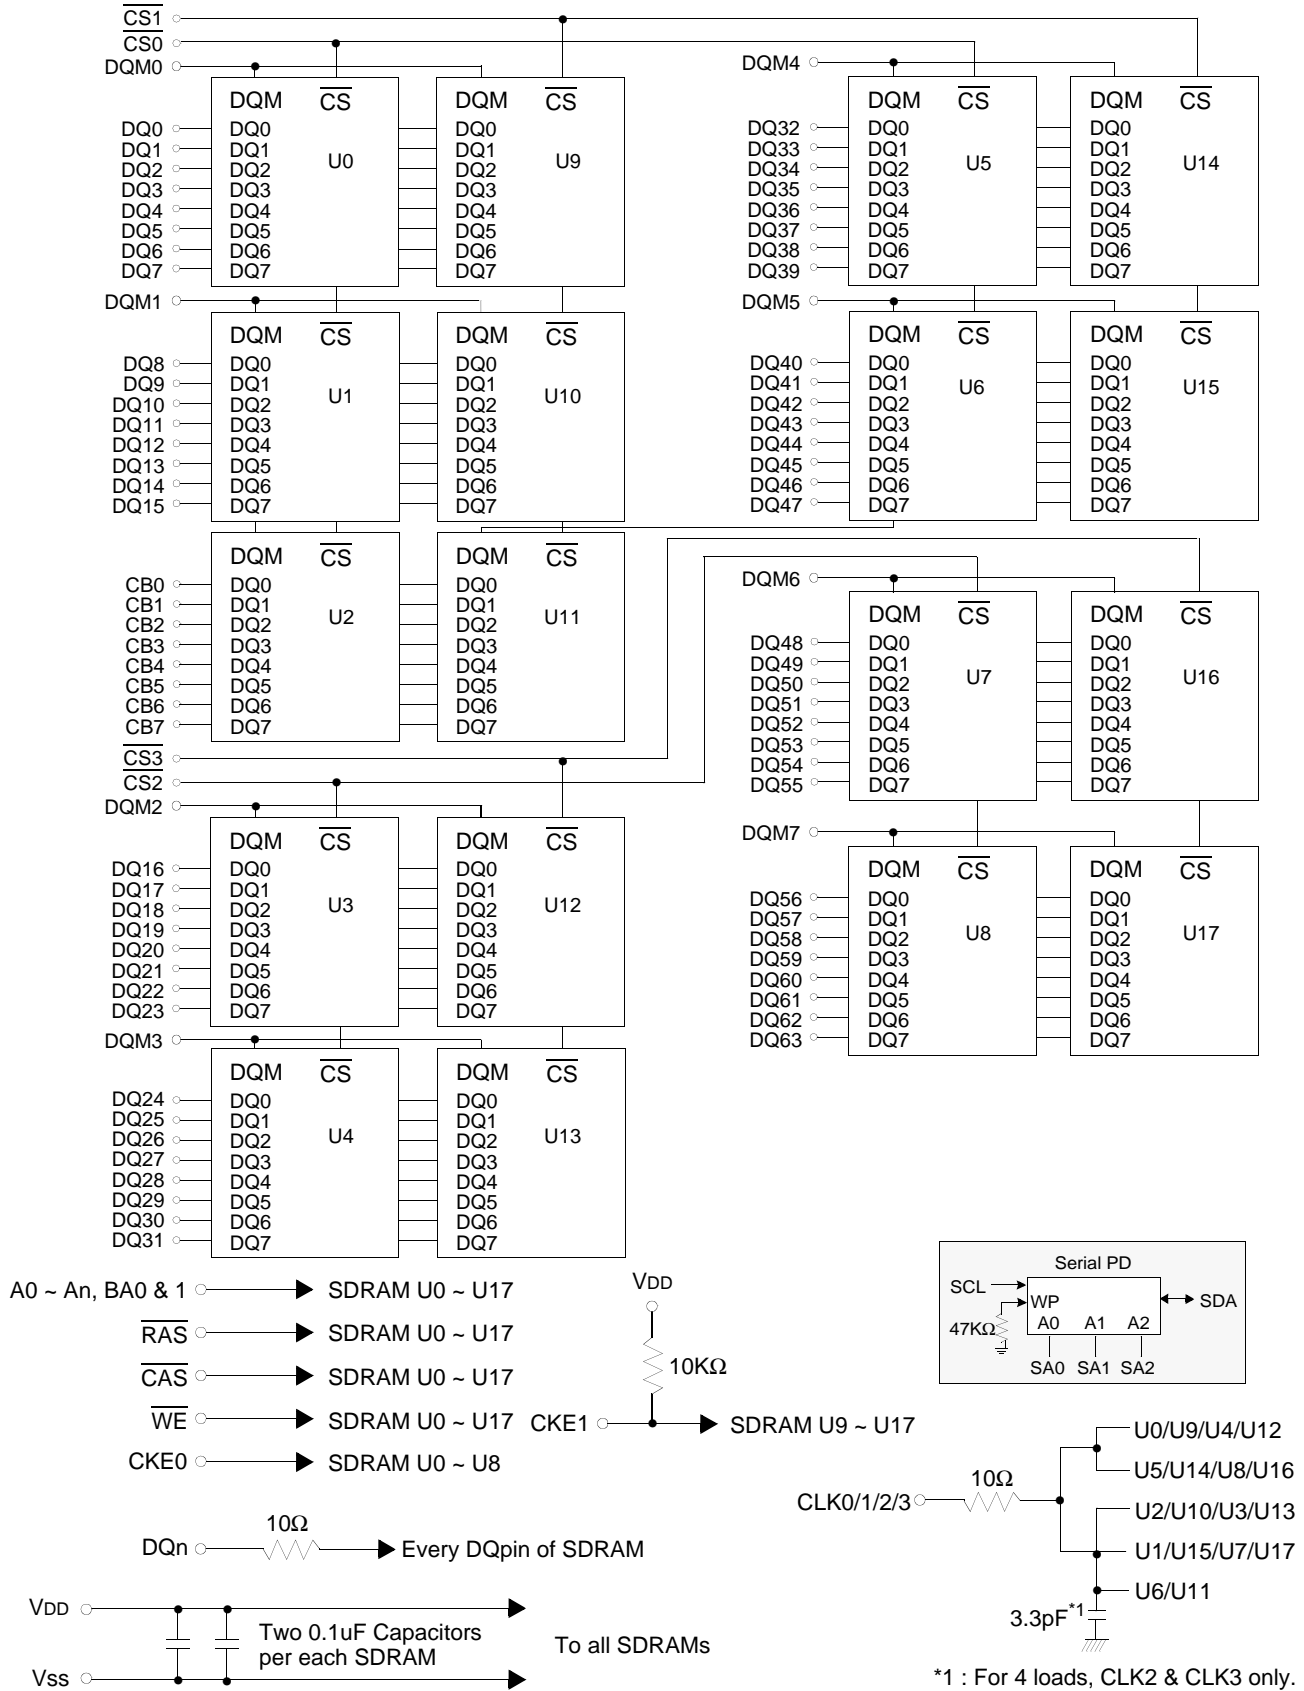 CS1
CS0
DQM0
DQM CS
DQ0 DQ0
DQ1 DQ1
DQ2 DQ2
DQ3 DQ3
DQ4 DQ4
DQ5 DQ5
DQ6 DQ6
DQ7 DQ7
U0
DQM CS
DQ0
DQ1
DQ2
DQ3
DQ4
DQ5
DQ6
DQ7
U9
DQM1
DQM CS
DQ8 DQ0
DQ9 DQ1
DQ10 DQ2
DQ11 DQ3
DQ12 DQ4
DQ13 DQ5
DQ14 DQ6
DQ15 DQ7
U1
DQM CS
DQ0
DQ1
DQ2
DQ3
DQ4
DQ5
DQ6
DQ7
U10
DQM CS
CB0 DQ0
CB1 DQ1
CB2 DQ2
CB3 DQ3
CB4 DQ4
CB5 DQ5
CB6 DQ6
CB7 DQ7
U2
DQM CS
DQ0
DQ1
DQ2
DQ3
DQ4
DQ5
DQ6
DQ7
U11
CS3
CS2
DQM2
DQM CS
DQ16 DQ0
DQ17 DQ1
DQ18 DQ2
DQ19 DQ3
DQ20 DQ4
DQ21 DQ5
DQ22 DQ6
DQ23 DQ7
U3
DQM CS
DQ0
DQ1
DQ2
DQ3
DQ4
DQ5
DQ6
DQ7
U12
DQM3
DQM CS
DQ24 DQ0
DQ25 DQ1
DQ26 DQ2
DQ27 DQ3
DQ28 DQ4
DQ29 DQ5
DQ30 DQ6
DQ31 DQ7
U4
DQM CS
DQ0
DQ1
DQ2
DQ3
DQ4
DQ5
DQ6
DQ7
U13
DQM4
DQM CS
DQ32 DQ0
DQ33 DQ1
DQ34 DQ2
DQ35 DQ3
DQ36 DQ4
DQ37 DQ5
DQ38 DQ6
DQ39 DQ7
U5
DQM CS
DQ0
DQ1
DQ2
DQ3
DQ4
DQ5
DQ6
DQ7
U14
DQM5
DQM CS
DQ40 DQ0
DQ41 DQ1
DQ42 DQ2
DQ43 DQ3
DQ44 DQ4
DQ45 DQ5
DQ46 DQ6
DQ47 DQ7
U6
DQM CS
DQ0
DQ1
DQ2
DQ3
DQ4
DQ5
DQ6
DQ7
U15
DQM6
DQM CS
DQ48 DQ0
DQ49 DQ1
DQ50 DQ2
DQ51 DQ3
DQ52 DQ4
DQ53 DQ5
DQ54 DQ6
DQ55 DQ7
U7
DQM CS
DQ0
DQ1
DQ2
DQ3
DQ4
DQ5
DQ6
DQ7
U16
DQM7
DQM CS
DQ56 DQ0
DQ57 DQ1
DQ58 DQ2
DQ59 DQ3
DQ60 DQ4
DQ61 DQ5
DQ62 DQ6
DQ63 DQ7
U8
DQM CS
DQ0
DQ1
DQ2
DQ3
DQ4
DQ5
DQ6
DQ7
U17
A0 ~ An, BA0 & 1 SDRAM U0 ~ U17
RAS SDRAM U0 ~ U17
CAS SDRAM U0 ~ U17
WE SDRAM U0 ~ U17
CKE0 SDRAM U0 ~ U8
VDD
10KΩ
CKE1 SDRAM U9 ~ U17
Serial PD
SCL
WP
SDA
47KΩ
A0 A1 A2
SA0 SA1 SA2
CLK0/1/2/3
10Ω
U0/U9/U4/U12
U5/U14/U8/U16
U2/U10/U3/U13
U1/U15/U7/U17
U6/U11
3.3pF*1
10Ω
DQn Every DQpin of SDRAM
VDD
Two 0.1uF Capacitors
per each SDRAM
To all SDRAMs
Vss
*1 : For 4 loads, CLK2 & CLK3 only.